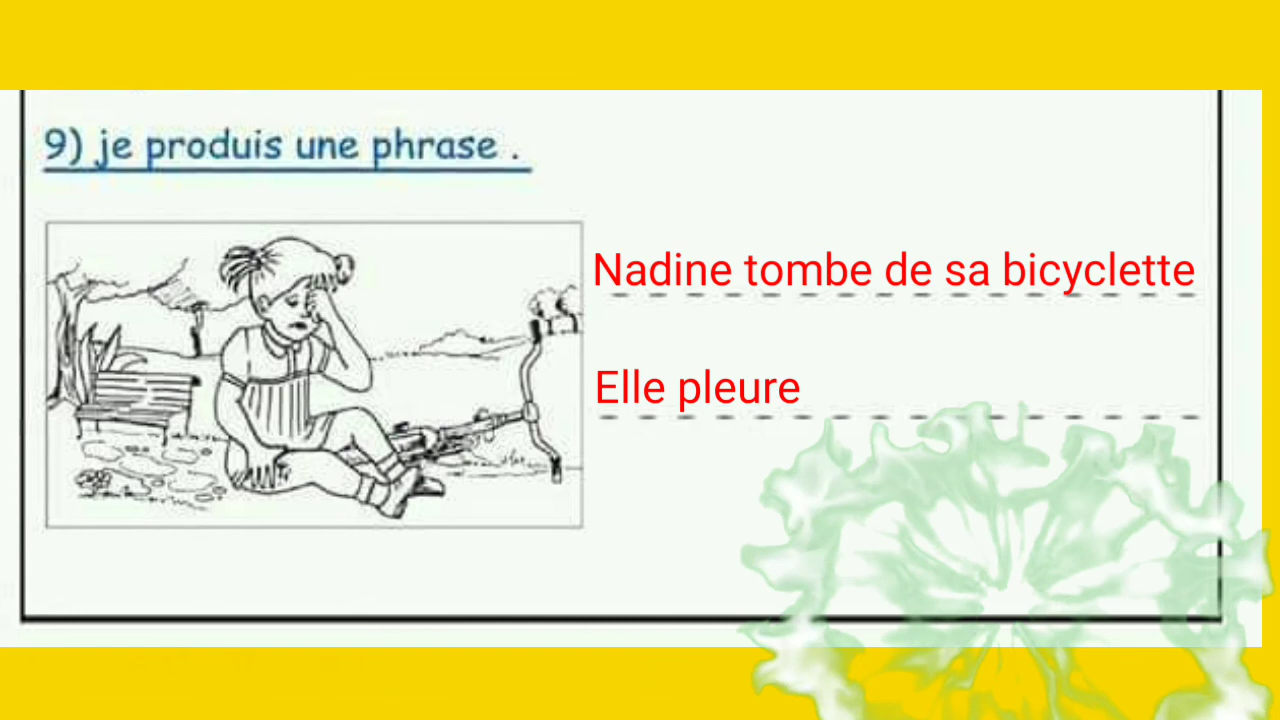 9) je produis une phrase .
Nadine tombe de sa bicyclette
Elle pleure